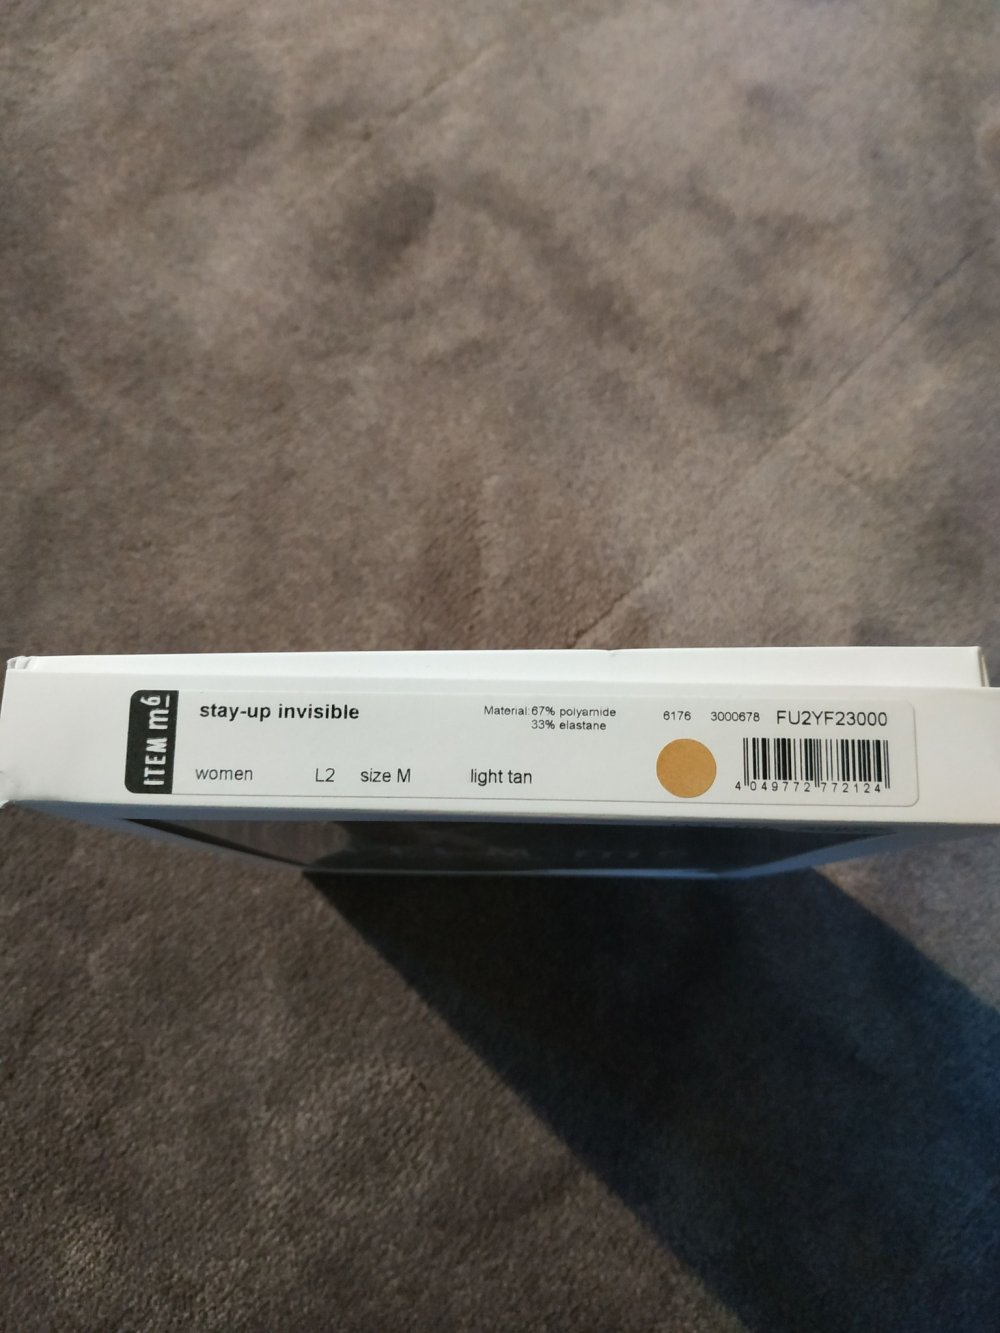 ITEM m6
stay-up invisible
women L2 size M light tan
Material: 67% polyamide
33% elastane
6176 3000678 FU2YF23000
4 049772 772124